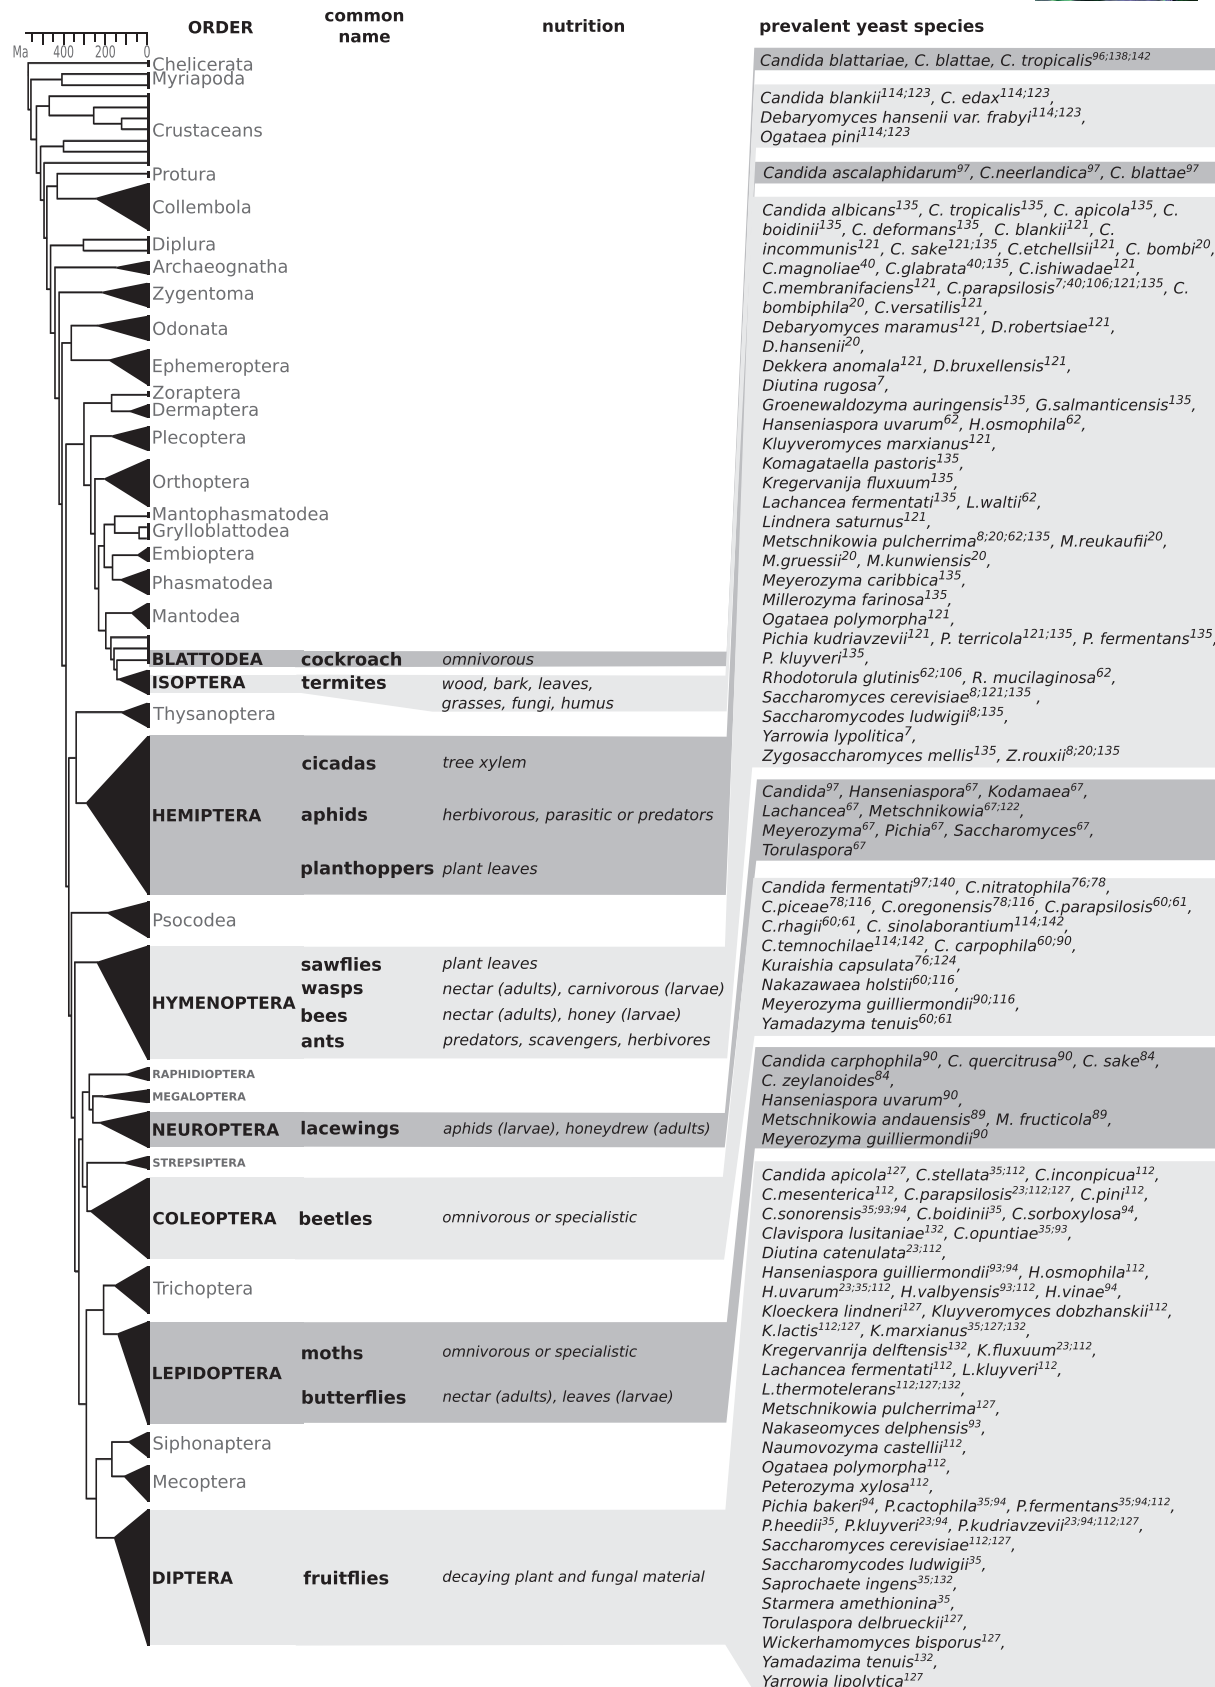 ORDER
common
name
nutrition
prevalent yeast species
Ma 400 200 0
Chelicerata
Myriapoda
Crustaceans
Protura
Collembola
Diplura
Archaeognatha
Zygentoma
Odonata
Ephemeroptera
Zoraptera
Dermaptera
Plecoptera
Orthoptera
Mantophasmatodea
Grylloblattodea
Embioptera
Phasmatodea
Mantodea
BLATTODEA cockroach omnivorous
ISOPTERA termites wood, bark, leaves,
grasses, fungi, humus
Thysanoptera
cicadas tree xylem
HEMIPTERA aphids herbivorous, parasitic or predators
planthoppers plant leaves
Psocodea
sawflies plant leaves
wasps nectar (adults), carnivorous (larvae)
HYMENOPTERA
bees nectar (adults), honey (larvae)
ants predators, scavengers, herbivores
RAPHIDIOPTERA
MEGALOPTERA
NEUROPTERA lacewings aphids (larvae), honeydrew (adults)
STREPSIPTERA
COLEOPTERA beetles omnivorous or specialistic
Trichoptera
moths omnivorous or specialistic
LEPIDOPTERA
butterflies nectar (adults), leaves (larvae)
Siphonaptera
Mecoptera
DIPTERA fruitflies decaying plant and fungal material
Candida blattariae, C. blattae, C. tropicalis96;138;142
Candida blankii114;123, C. edax114;123,
Debaryomyces hansenii var. frabyi114;123,
Ogataea pini114;123
Candida ascalaphidarum97, C.neerlandica97, C. blattae97
Candida albicans135, C. tropicalis135, C. apicola135, C.
boidinii135, C. deformans135, C. blankii121, C.
incommunis121, C. sake121;135, C.etchellsii121, C. bombi20,
C.magnoliae40, C.glabrata40;135, C.ishiwadae121,
C.membranifaciens121, C.parapsilosis7;40;106;121;135, C.
bombiphila20, C.versatilis121,
Debaryomyces maramus121, D.robertsiae121,
D.hansenii20,
Dekkera anomala121, D.bruxellensis121,
Diutina rugosa7,
Groenewaldozyma auringensis135, G.salmanticensis135,
Hanseniaspora uvarum62, H.osmophila62,
Kluyveromyces marxianus121,
Komagataella pastoris135,
Kregervanija fluxuum135,
Lachancea fermentati135, L.waltii62,
Lindnera saturnus121,
Metschnikowia pulcherrima8;20;62;135, M.reukaufii20,
M.gruessii20, M.kunwiensis20,
Meyerozyma caribbica135,
Millerozyma farinosa135,
Ogataea polymorpha121,
Pichia kudriavzevii121, P. terricola121;135, P. fermentans135,
P. kluyveri135,
Rhodotorula glutinis62;106, R. mucilaginosa62,
Saccharomyces cerevisiae8;121;135 ,
Saccharomycodes ludwigii8;135,
Yarrowia lypolitica7,
Zygosaccharomyces mellis135, Z.rouxii8;20;135
Candida97, Hanseniaspora67, Kodamaea67,
Lachancea67, Metschnikowia67;122,
Meyerozyma67, Pichia67, Saccharomyces67,
Torulaspora67
Candida fermentati97;140, C.nitratophila76;78,
C.piceae78;116, C.oregonensis78;116, C.parapsilosis60;61,
C.rhagii60;61, C. sinolaborantium114;142,
C.temnochilae114;142, C. carpophila60;90,
Kuraishia capsulata76;124,
Nakazawaea holstii60;116,
Meyerozyma guilliermondii90;116,
Yamadazyma tenuis60;61
Candida carphophila90, C. quercitrusa90, C. sake84,
C. zeylanoides84,
Hanseniaspora uvarum90,
Metschnikowia andauensis89, M. fructicola89,
Meyerozyma guilliermondii90
Candida apicola127, C.stellata35;112, C.inconpicua112,
C.mesenterica112, C.parapsilosis23;112;127, C.pini112,
C.sonorensis35;93;94, C.boidinii35, C.sorboxylosa94,
Clavispora lusitaniae132, C.opuntiae35;93,
Diutina catenulata23;112,
Hanseniaspora guilliermondii93;94, H.osmophila112,
H.uvarum23;35;112, H.valbyensis93;112, H.vinae94,
Kloeckera lindneri127, Kluyveromyces dobzhanskii112,
K.lactis112;127, K.marxianus35;127;132,
Kregervanrija delftensis132, K.fluxuum23;112,
Lachancea fermentati112, L.kluyveri112,
L.thermotelerans112;127;132,
Metschnikowia pulcherrima127,
Nakaseomyces delphensis93,
Naumovozyma castellii112,
Ogataea polymorpha112,
Peterozyma xylosa112,
Pichia bakeri94, P.cactophila35;94, P.fermentans35;94;112,
P.heedii35, P.kluyveri23;94, P.kudriavzevii23;94;112;127,
Saccharomyces cerevisiae112;127,
Saccharomycodes ludwigii35,
Saprochaete ingens35;132,
Starmera amethionina35,
Torulaspora delbrueckii127,
Wickerhamomyces bisporus127,
Yamadazima tenuis132,
Yarrowia lipolytica127